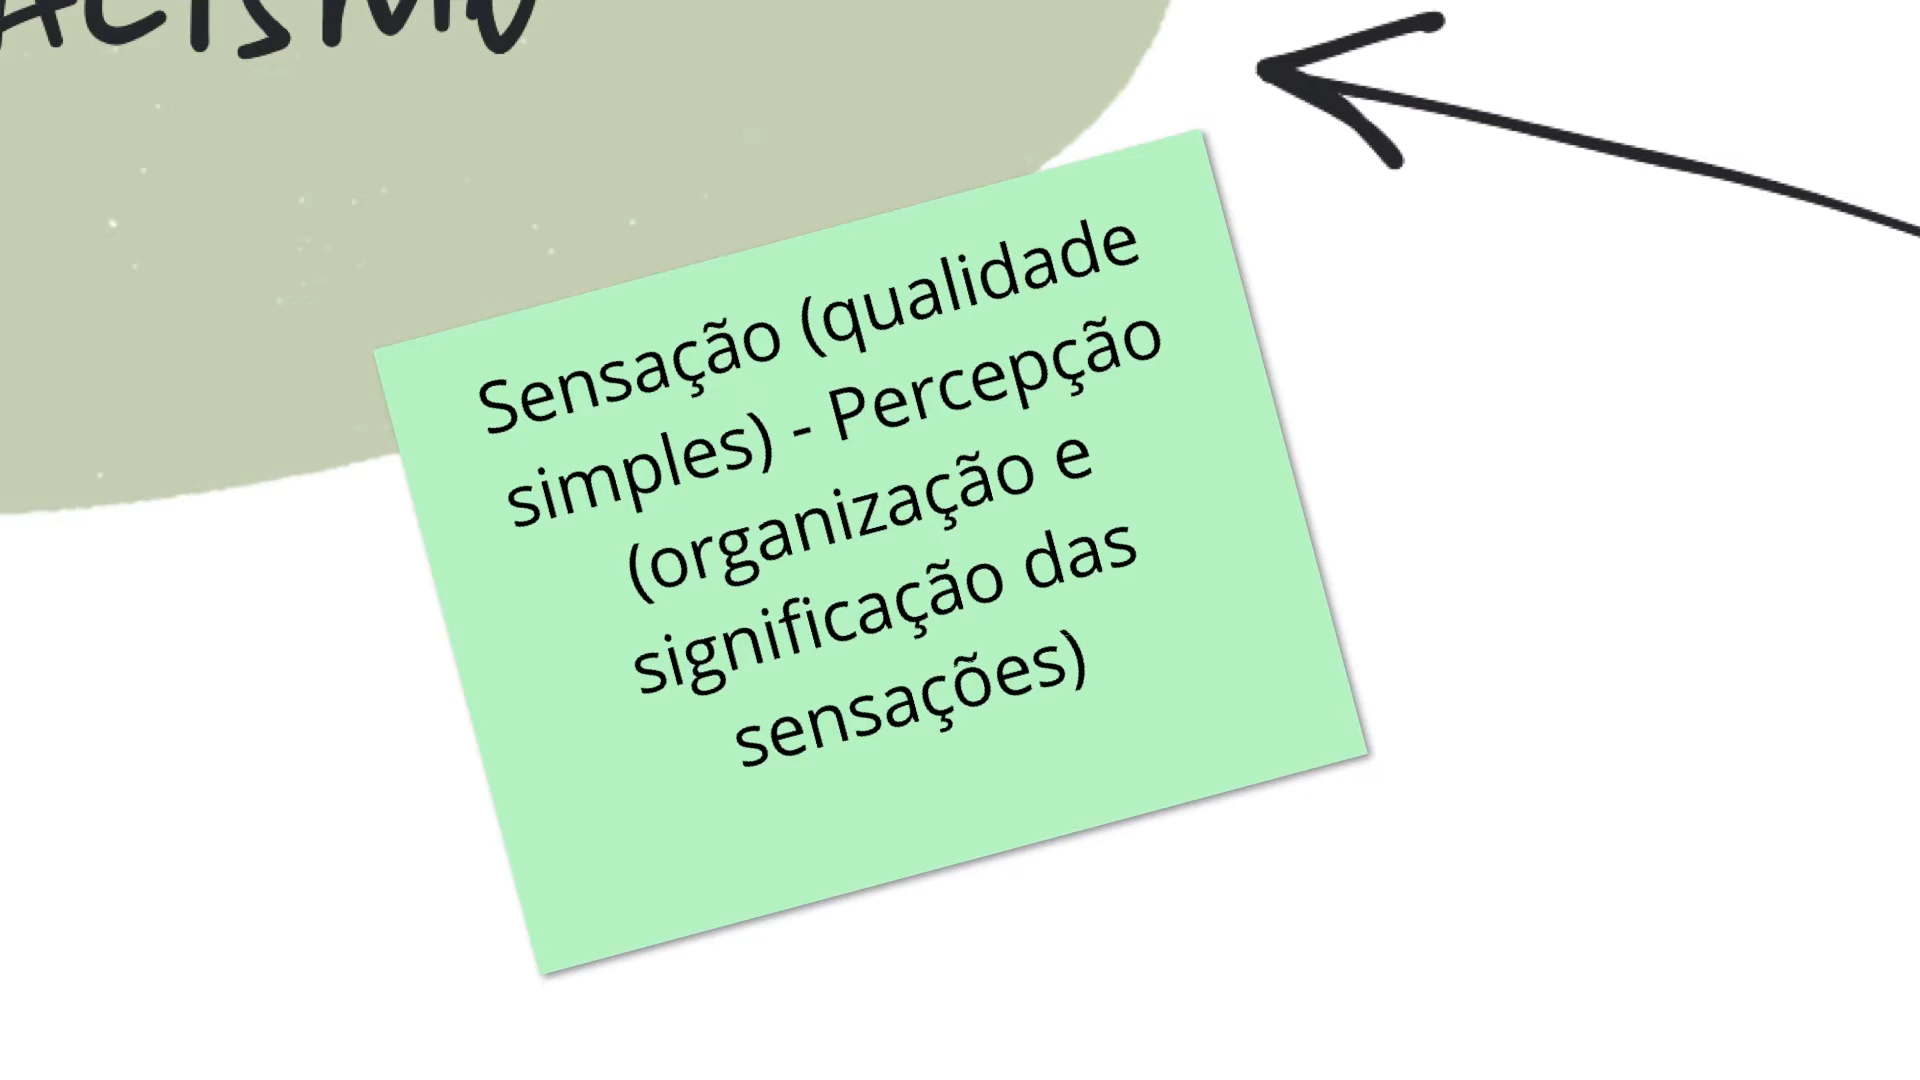 Sensação (qualidade
simples) - Percepção
(organização e
significação das
sensações)